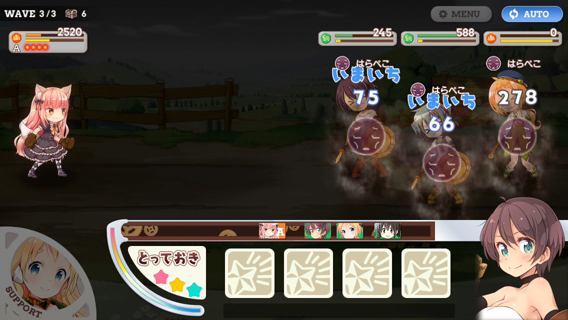 WAVE 3/3 6
MENU
AUTO
2520
A
245
588
0
はらぺこ
いまいち
75
はらぺこ
いまいち
66
はらぺこ
278
A
とっておき
SUPPORT